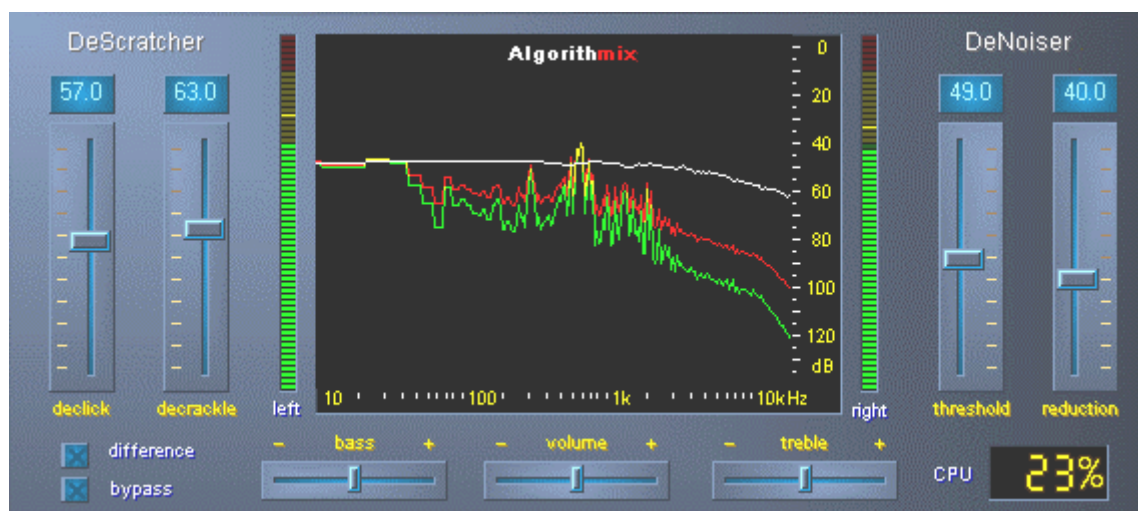 DeScratcher
Algorithmix
DeNoiser
57.0 63.0
49.0 40.0
0
20
40
60
80
100
120
dB
10 100 1k 10kHz
declick decrackle
left
right
threshold reduction
difference
bypass
- bass +
- volume +
- treble +
CPU 23%